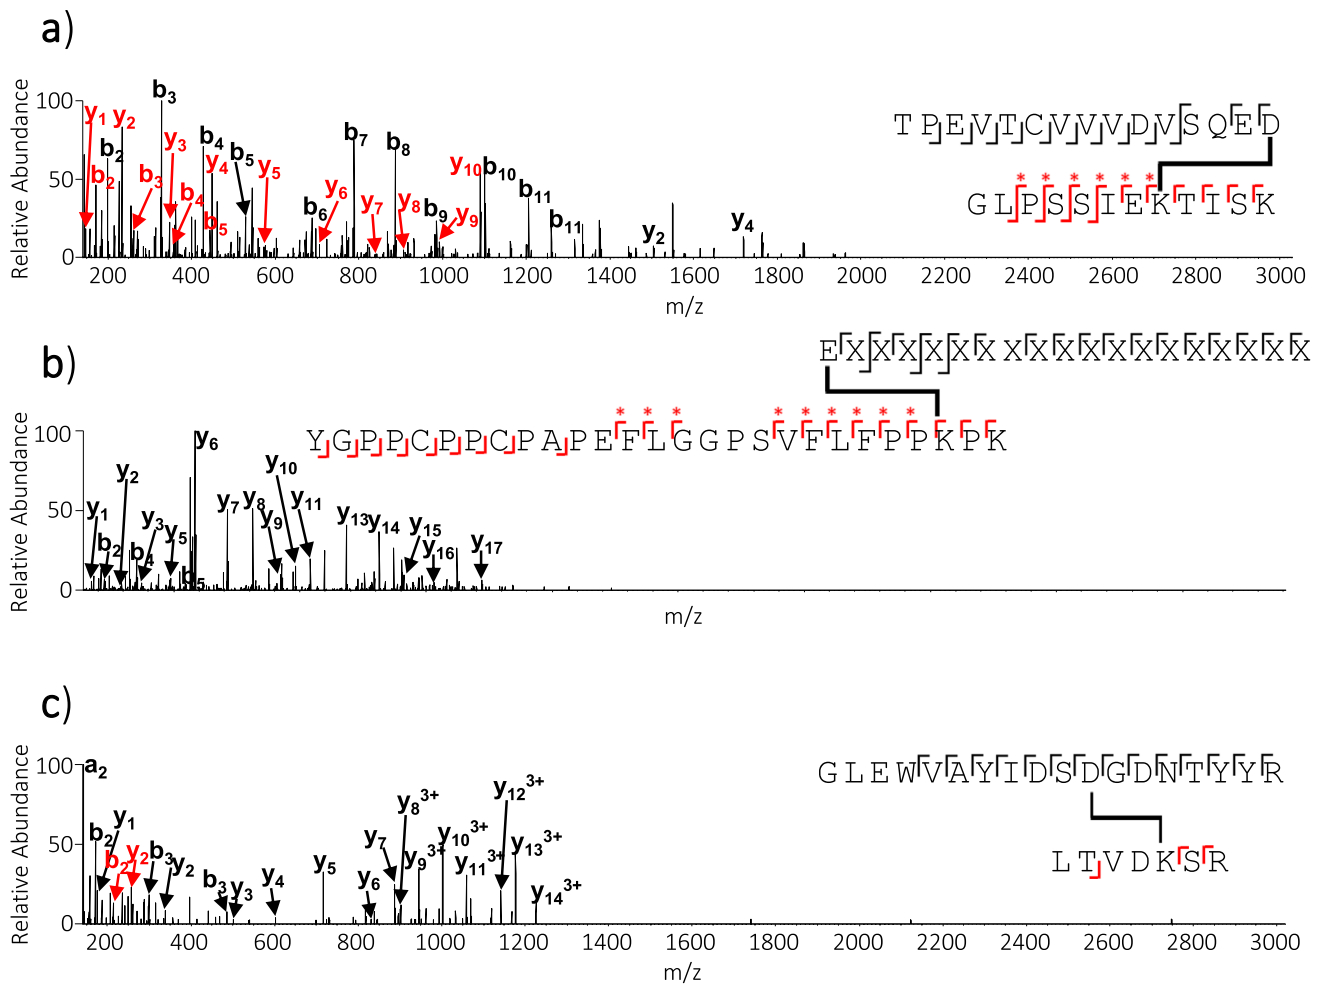 a)
Relative Abundance
100
50
0
y1 y2 b3 b2 b2 b3 y3 b4 b5 b4 y4 b5 y5 b6 y6 b7 y7 b8 y8 b9 y9 y10 b10 b11 b11 y2 y4
TPEVTCVVVDVSQED
* * * * * *
GLPSSIEKTISK
200 400 600 800 1000 1200 1400 1600 1800 2000 2200 2400 2600 2800 3000
m/z
b)
EXXXXXX XXXXXXXXXXXX
* * * * * * * * *
YGPPCPPCPAPEFLGGPSVFLFPPKPK
Relative Abundance
100
50
0
y1 b2 y2 b4 y3 y5 b5 y6 y7 y8 y9 y10 y11 y13 y14 y15 y16 y17
m/z
c)
Relative Abundance
100
50
0
a2 b2 y1 b2 y2 b3 y2 b3 y3 y4 y5 y6 y7 y8 3+ y9 3+ y10 3+ y11 3+ y12 3+ y13 3+ y14 3+
GLEWVAYIDSDGDNTYYR
LTVDKSR
200 400 600 800 1000 1200 1400 1600 1800 2000 2200 2400 2600 2800 3000
m/z